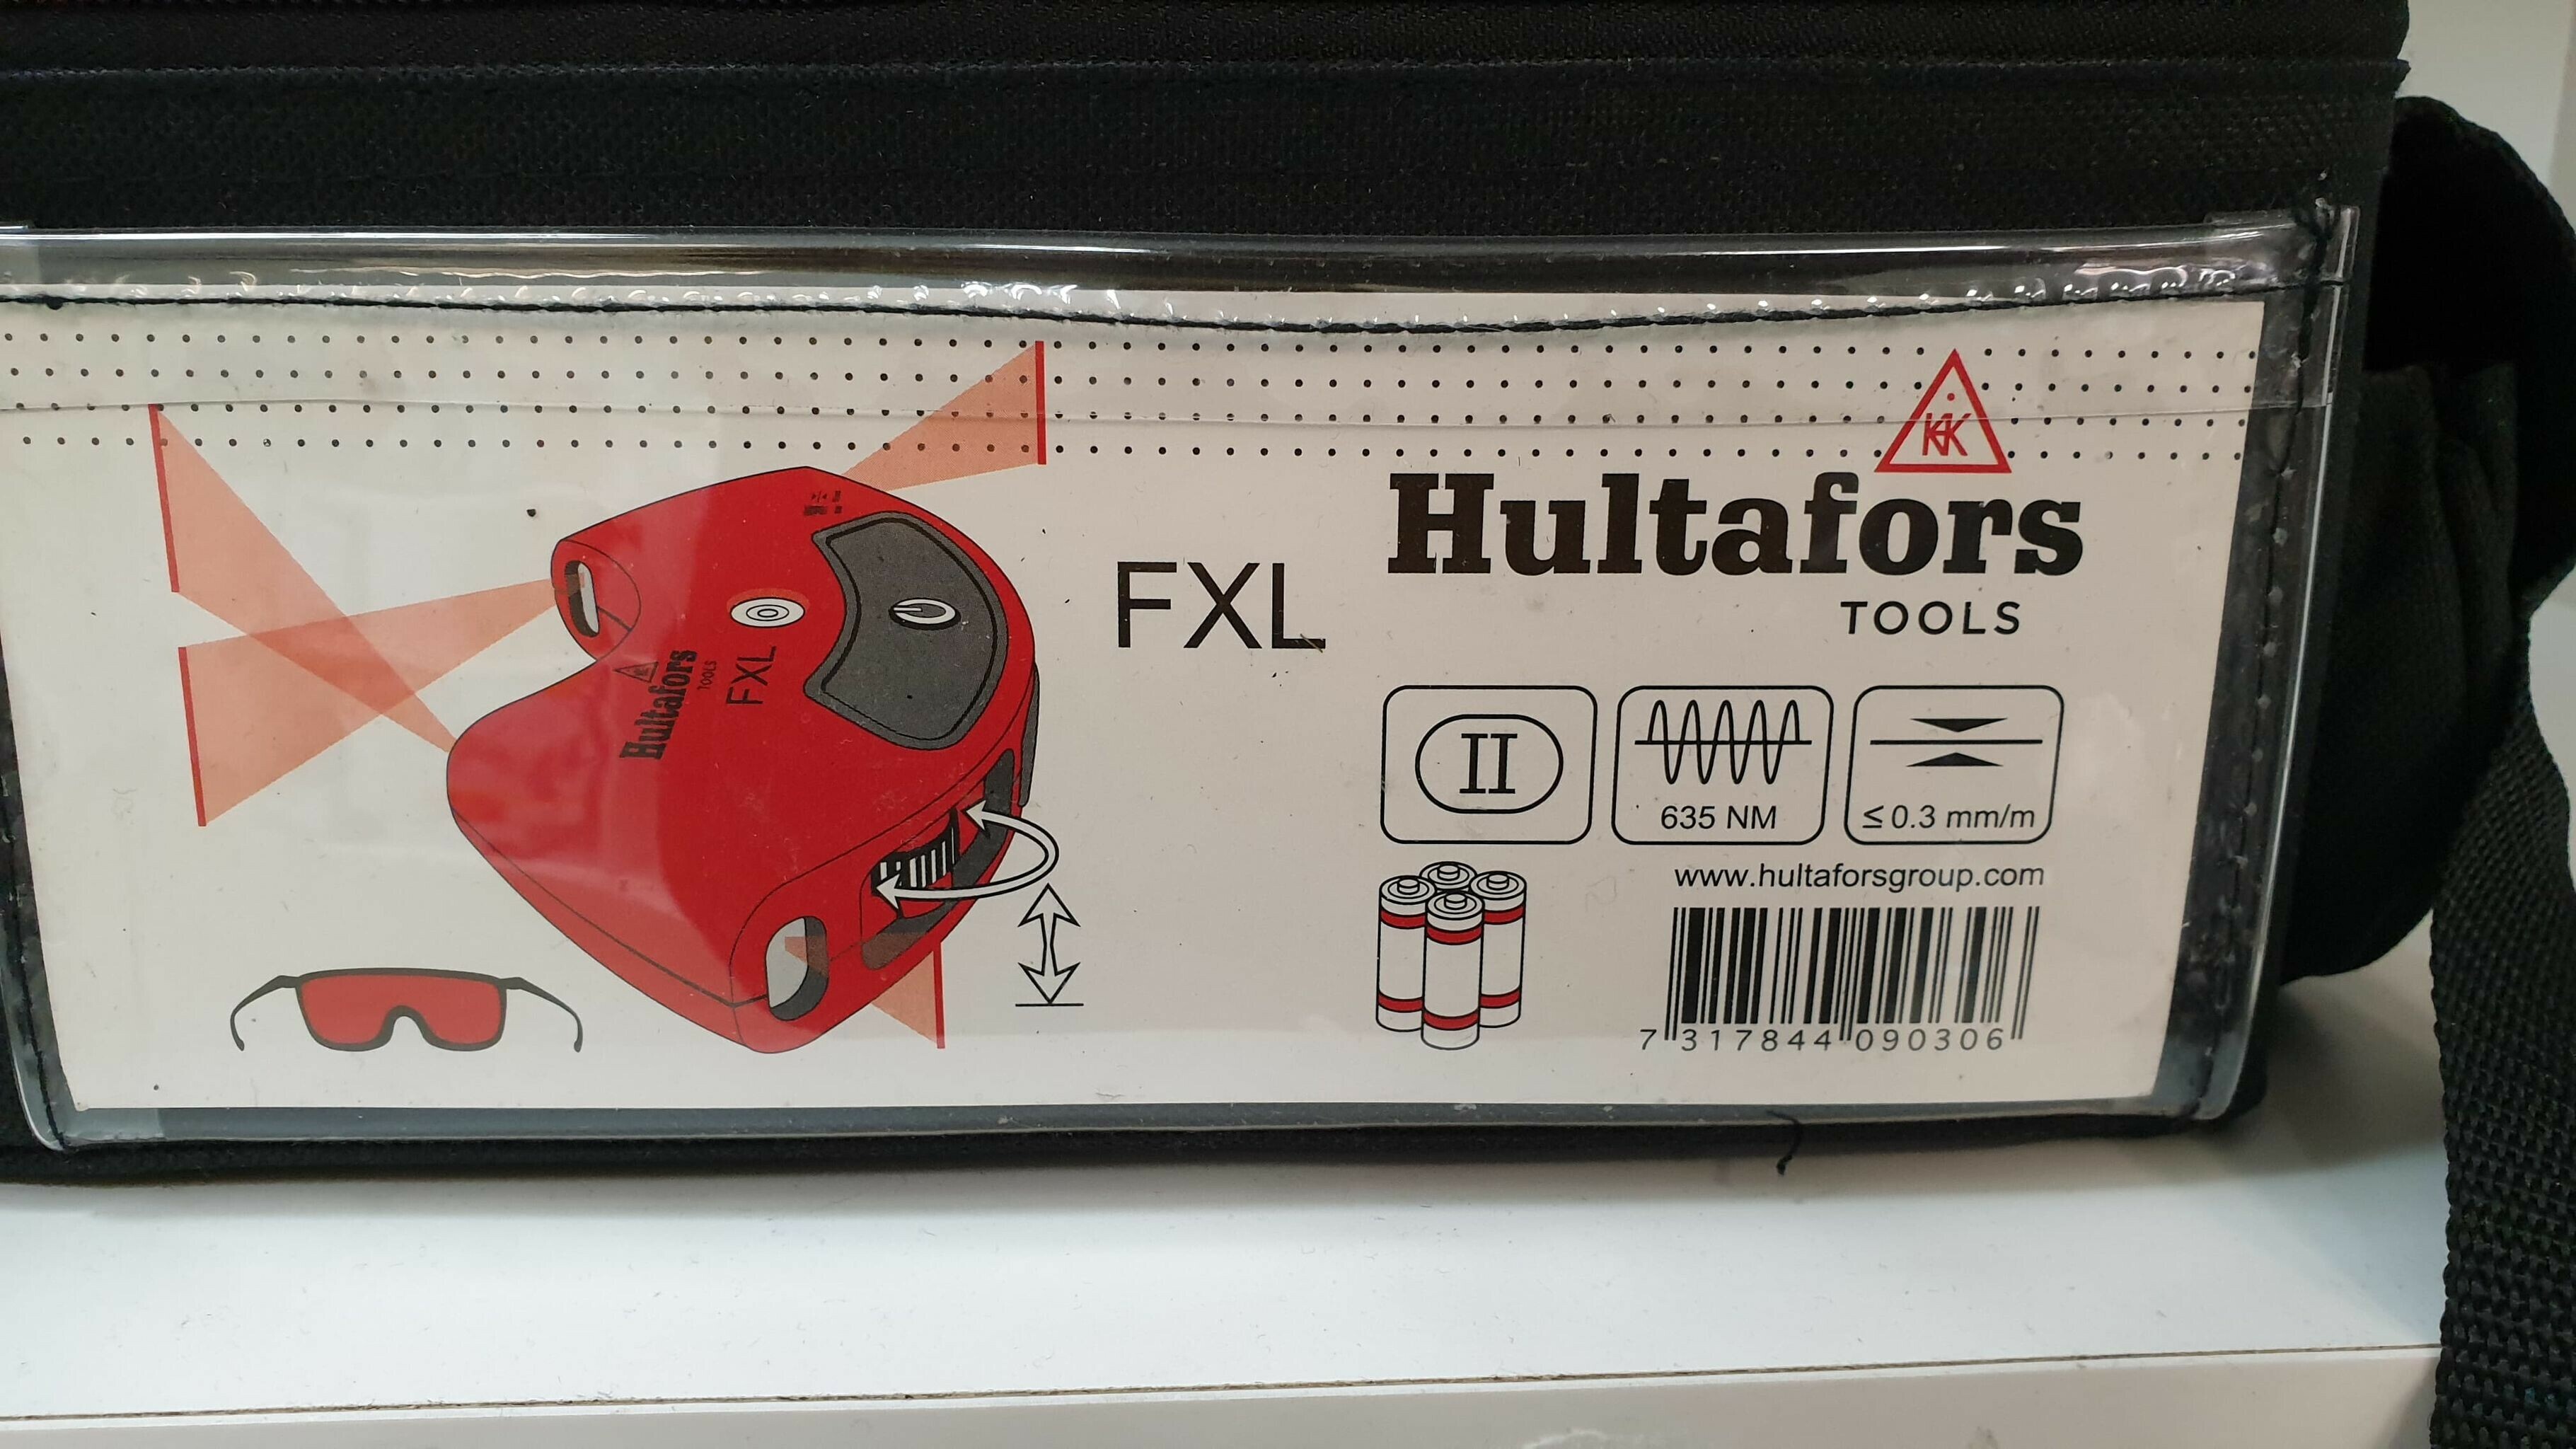 Hultafors
TOOLS
FXL
Hultafors
TOOLS
FXL
II
635 NM
≤ 0.3 mm/m
www.hultaforsgroup.com
7 317844 090306